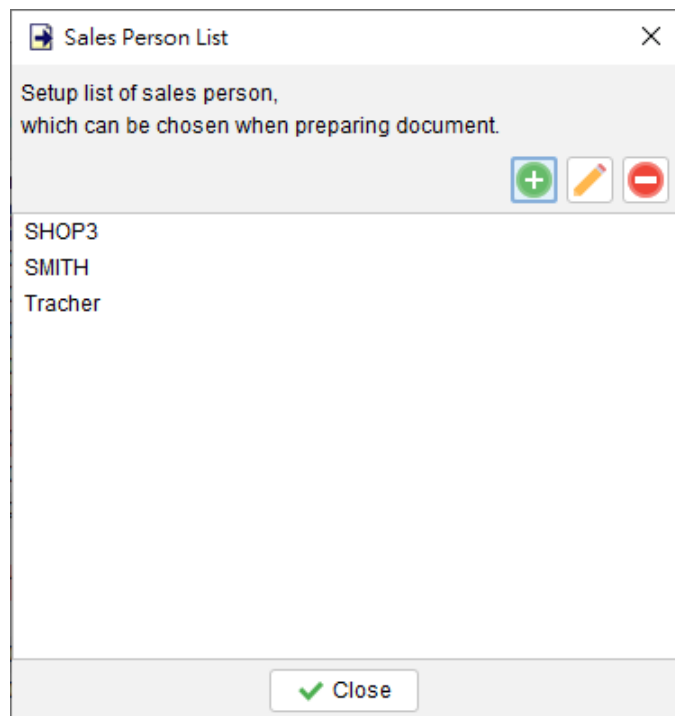 Sales Person List
Setup list of sales person,
which can be chosen when preparing document.
SHOP3
SMITH
Tracher
Close